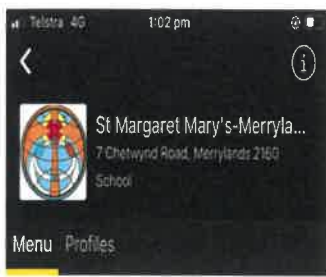 Telstra 4G 1:02 pm
St Margaret Mary's-Merryla...
7 Chetwynd Road, Merrylands 2160
School
Menu Profiles